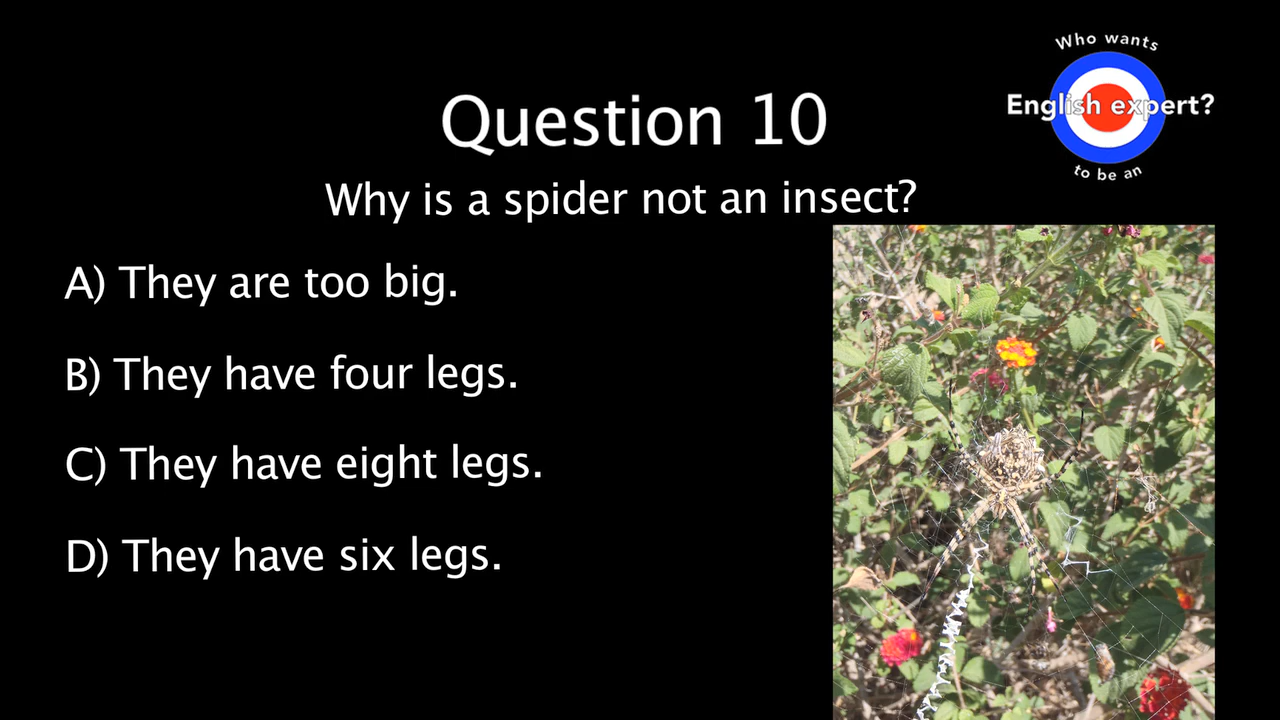 Who wants
English expert?
to be an
Question 10
Why is a spider not an insect?
A) They are too big.
B) They have four legs.
C) They have eight legs.
D) They have six legs.